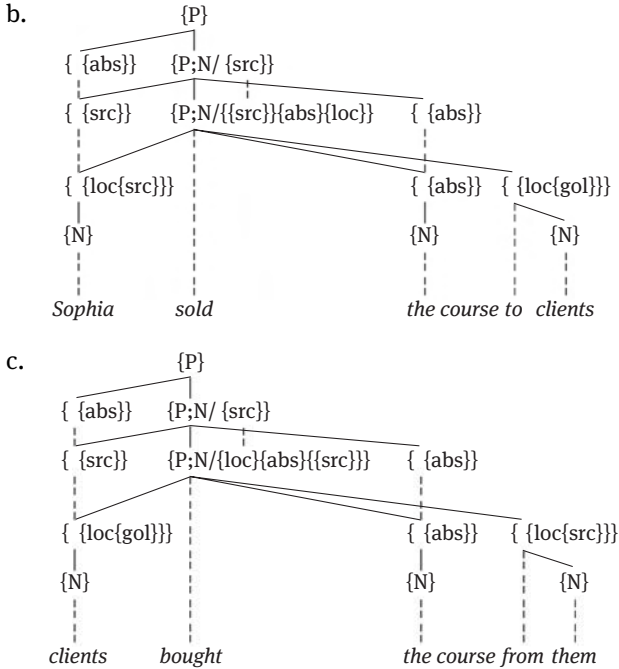 b.
{P}
{ {abs}} {P;N/ {src}}
{ {src}} {P;N/{{src}}{abs}{loc}} { {abs}}
{ {loc{src}}} { {abs}} { {loc{gol}}}
{N} {N} {N}
Sophia sold the course to clients
c.
{P}
{ {abs}} {P;N/ {src}}
{ {src}} {P;N/{loc}{abs}{{src}}} { {abs}}
{ {loc{gol}}} { {abs}} { {loc{src}}}
{N} {N} {N}
clients bought the course from them